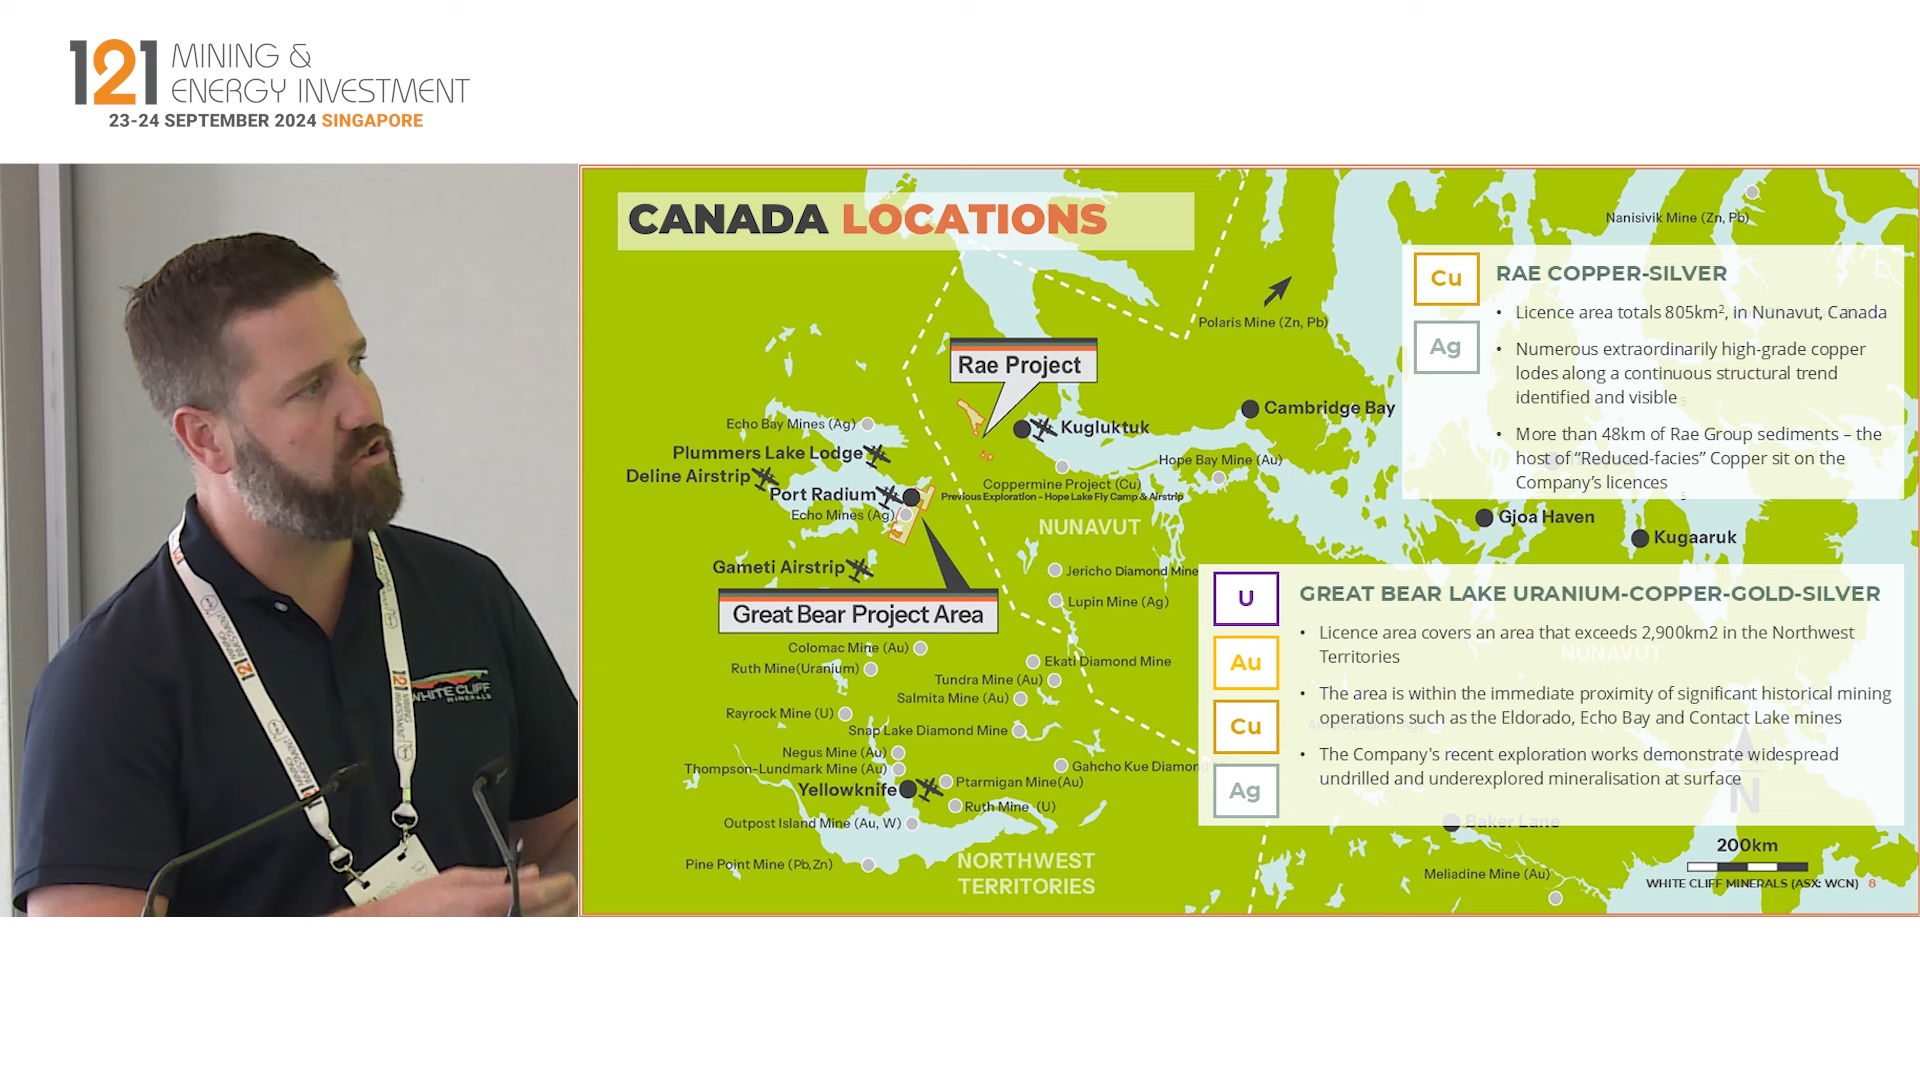 121 MINING &
ENERGY INVESTMENT
23-24 SEPTEMBER 2024 SINGAPORE
WHITE CLIFF
MINERALS
CANADA LOCATIONS
Nanisivik Mine (Zn, Pb)
Polaris Mine (Zn, Pb)
Rae Project
Cambridge Bay
Echo Bay Mines (Ag)
Kugluktuk
Plummers Lake Lodge
Hope Bay Mine (Au)
Deline Airstrip
Coppermine Project (Cu)
Port Radium
Previous Exploration – Hope Lake Fly Camp & Airstrip
Echo Mines (Ag)
NUNAVUT
Gjoa Haven
Kugaaruk
Gameti Airstrip
Jericho Diamond Mine
Lupin Mine (Ag)
Great Bear Project Area
Colomac Mine (Au)
Ekati Diamond Mine
Ruth Mine(Uranium)
Tundra Mine (Au)
Salmita Mine (Au)
Rayrock Mine (U)
Snap Lake Diamond Mine
Negus Mine (Au)
Thompson-Lundmark Mine (Au)
Gahcho Kue Diamon
Ptarmigan Mine(Au)
Yellowknife
Ruth Mine (U)
Outpost Island Mine (Au, W)
Pine Point Mine (Pb,Zn)
NORTHWEST
TERRITORIES
Cu
Ag
RAE COPPER-SILVER
• Licence area totals 805km², in Nunavut, Canada
• Numerous extraordinarily high-grade copper
lodes along a continuous structural trend
identified and visible
• More than 48km of Rae Group sediments – the
host of “Reduced-facies” Copper sit on the
Company’s licences
U
Au
Cu
Ag
GREAT BEAR LAKE URANIUM-COPPER-GOLD-SILVER
• Licence area covers an area that exceeds 2,900km2 in the Northwest
Territories
NUNAVUT
• The area is within the immediate proximity of significant historical mining
operations such as the Eldorado, Echo Bay and Contact Lake mines
• The Company's recent exploration works demonstrate widespread
undrilled and underexplored mineralisation at surface
N
Baker Lane
200km
Meliadine Mine (Au)
WHITE CLIFF MINERALS (ASX: WCN) 8